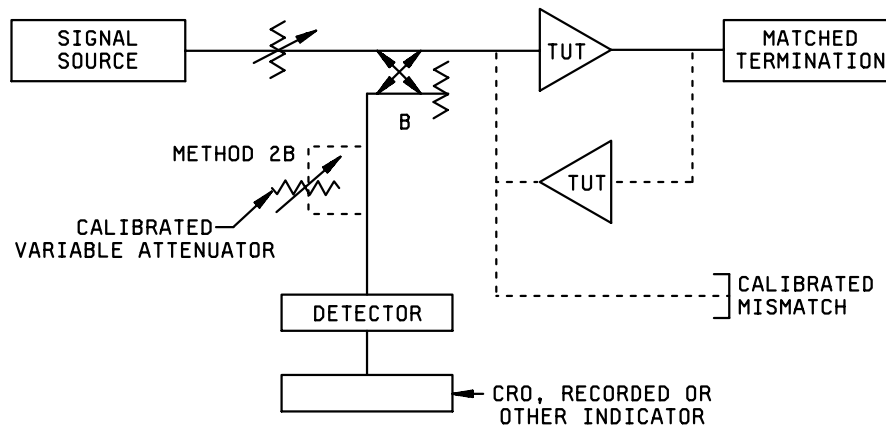 SIGNAL
SOURCE
TUT
MATCHED
TERMINATION
B
METHOD 2B
TUT
CALIBRATED
VARIABLE ATTENUATOR
CALIBRATED
MISMATCH
DETECTOR
CRO, RECORDED OR
OTHER INDICATOR